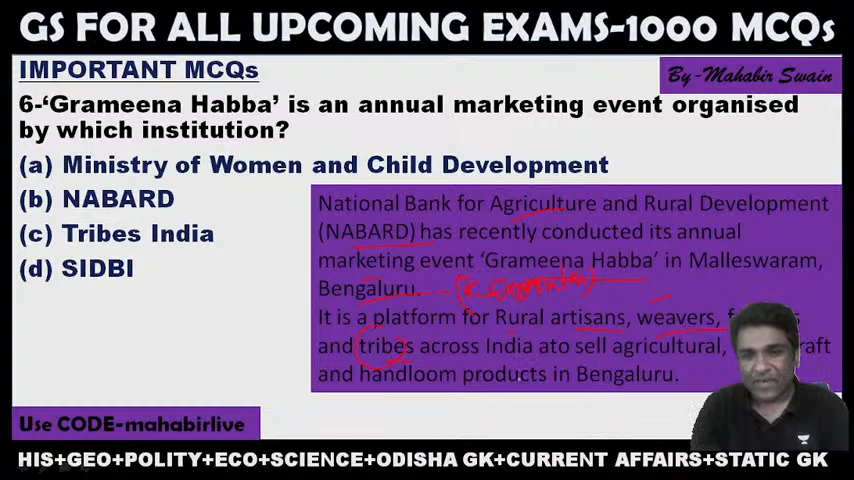 GS FOR ALL UPCOMING EXAMS-1000 MCQs
IMPORTANT MCQs
By-Mahabir Swain
6-‘Grameena Habba’ is an annual marketing event organised
by which institution?
(a) Ministry of Women and Child Development
(b) NABARD
(c) Tribes India
(d) SIDBI
National Bank for Agriculture and Rural Development
(NABARD) has recently conducted its annual
marketing event ‘Grameena Habba’ in Malleswaram,
Bengaluru.
It is a platform for Rural artisans, weavers,
and tribes across India ato sell agricultural,
and handloom products in Bengaluru.
Use CODE-mahabirlive
HIS+GEO+POLITY+ECO+SCIENCE+ODISHA GK+CURRENT AFFAIRS+STATIC GK